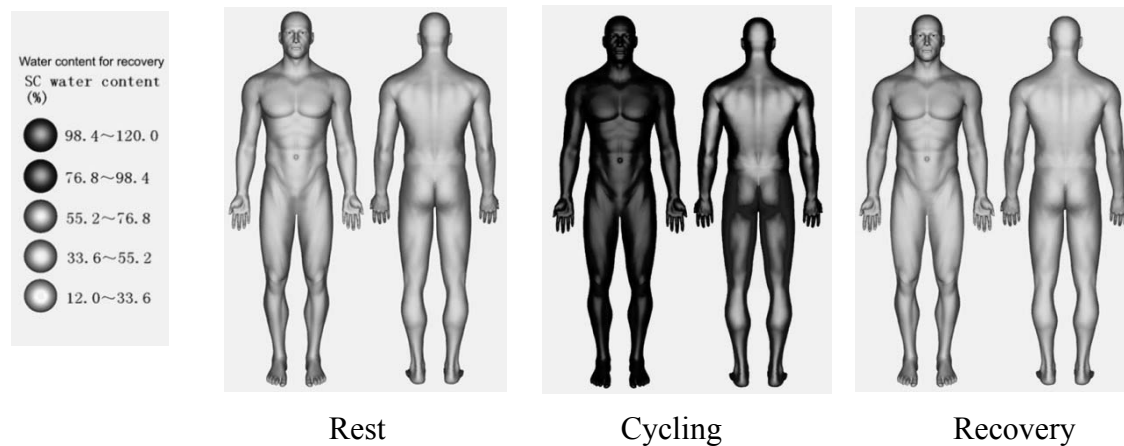 Water content for recovery
SC water content
(%)
98.4～120.0
76.8～98.4
55.2～76.8
33.6～55.2
12.0～33.6
Rest
Cycling
Recovery